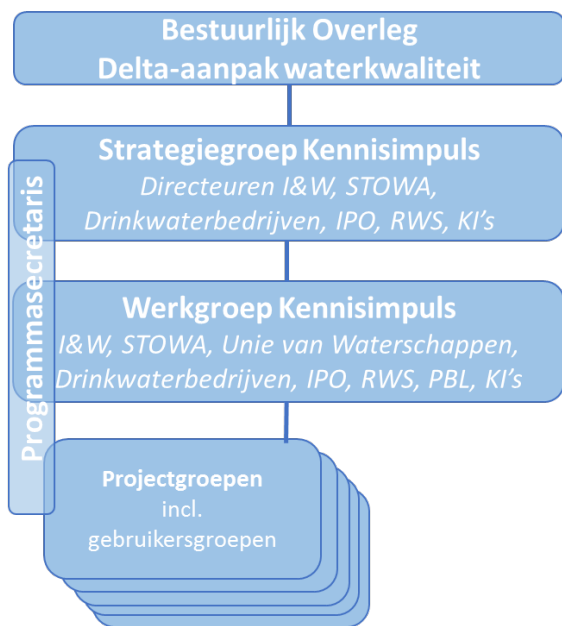 Bestuurlijk Overleg
Delta-aanpak waterkwaliteit
Strategiegroep Kennisimpuls
Directeuren I&W, STOWA,
Drinkwaterbedrijven, IPO, RWS, KI's
Programmasecretaris
Werkgroep Kennisimpuls
I&W, STOWA, Unie van Waterschappen,
Drinkwaterbedrijven, IPO, RWS, PBL, KI's
Projectgroepen
incl.
gebruikersgroepen